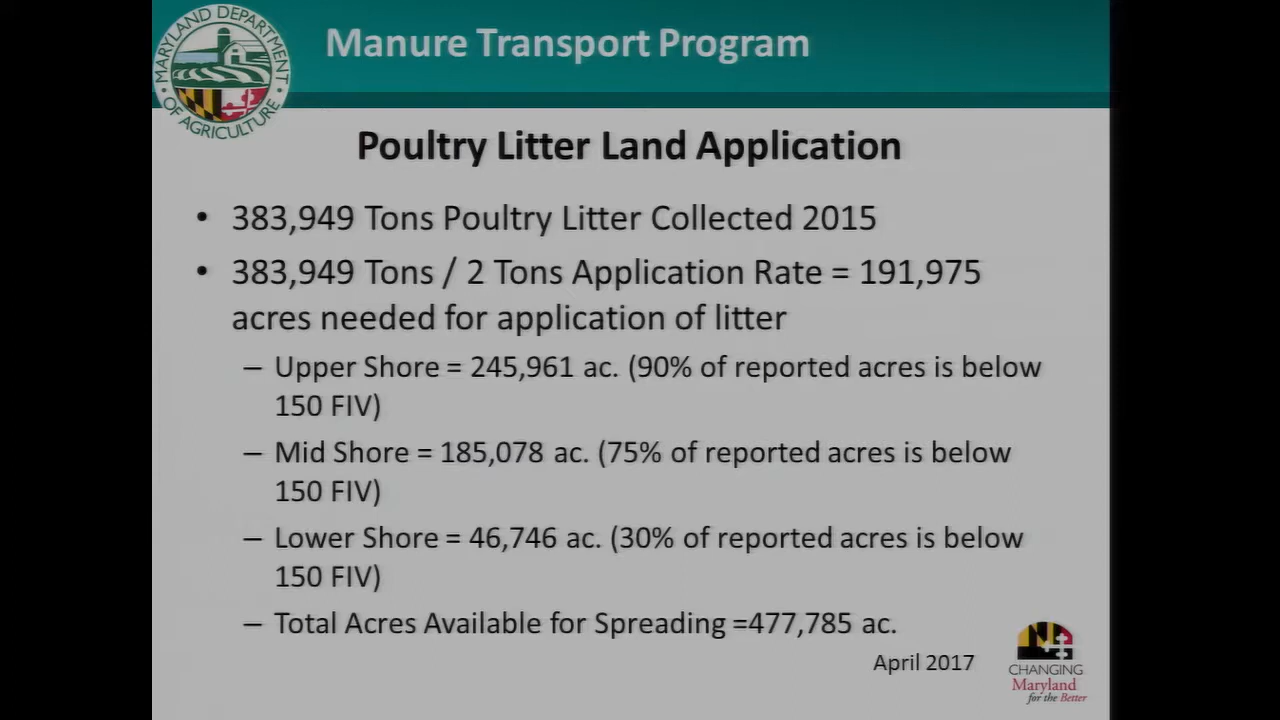 MARYLAND DEPARTMENT
OF AGRICULTURE
Manure Transport Program
Poultry Litter Land Application
• 383,949 Tons Poultry Litter Collected 2015
• 383,949 Tons / 2 Tons Application Rate = 191,975
acres needed for application of litter
– Upper Shore = 245,961 ac. (90% of reported acres is below
150 FIV)
– Mid Shore = 185,078 ac. (75% of reported acres is below
150 FIV)
– Lower Shore = 46,746 ac. (30% of reported acres is below
150 FIV)
– Total Acres Available for Spreading =477,785 ac.
April 2017
CHANGING
Maryland
for the Better